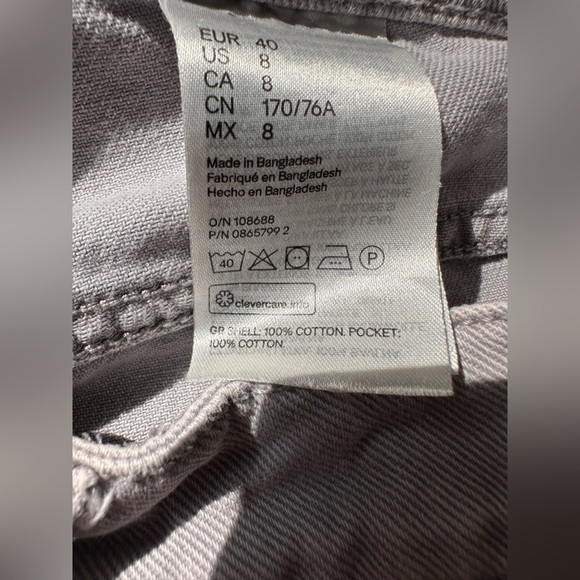 EUR 40
US 8
CA 8
CN 170/76A
MX 8
Made in Bangladesh
Fabriqué en Bangladesh
Hecho en Bangladesh
O/N 108688
P/N 0865799 2
40 P
clevercare.info
GR SHELL: 100% COTTON. POCKET:
100% COTTON.